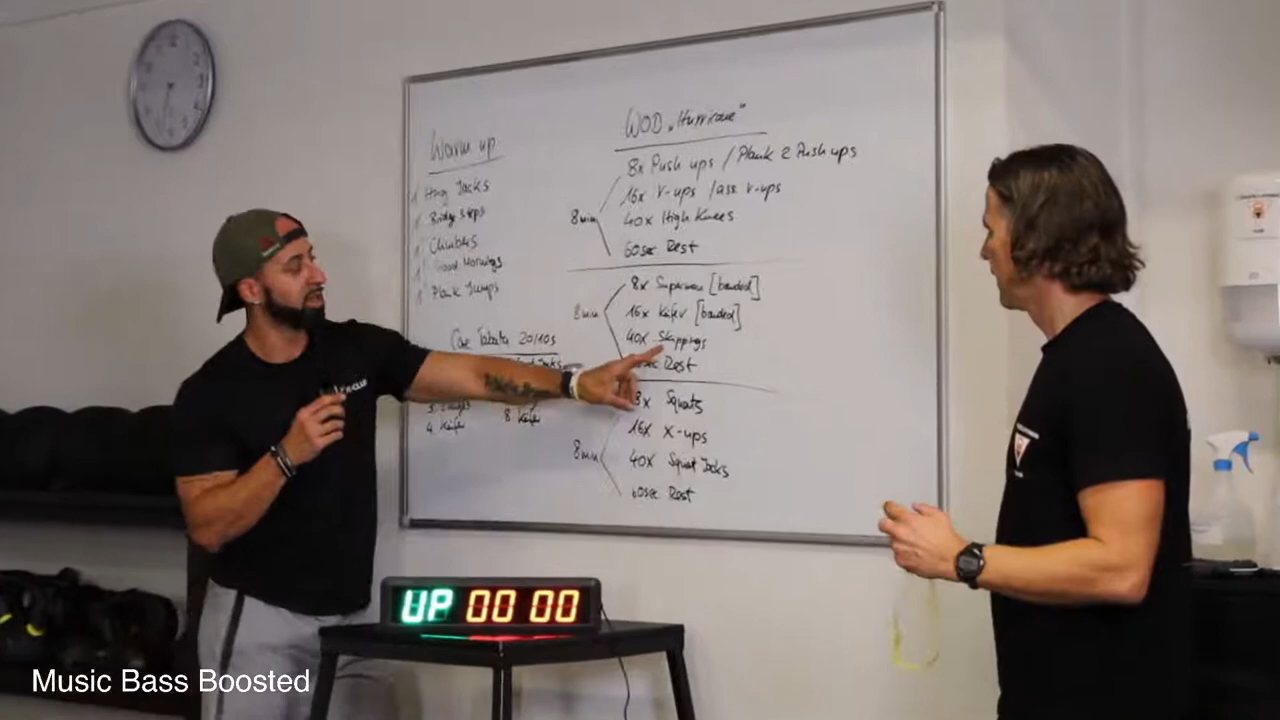 Warm up
Hang Jacks
Bridge steps
Climbers
Good Mornings
Plank Jumps
Core Tabata 20/10s
4. Käfer
8. Käfer
WOD „Hurricane"
8x Push ups / Plank 2 Push ups
16x V-ups / ass V-ups
40x High Knees
60sec Rest
8min
8x Superman [banded]
16x Käfer [banded]
40x Skippings
Rest
8min
8x Squats
16x X-ups
40x Squat Jacks
60sec Rest
8min
UP 00 00
Music Bass Boosted